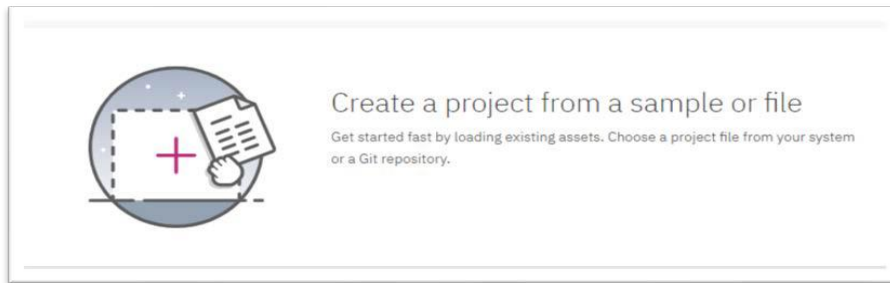 Create a project from a sample or file
Get started fast by loading existing assets. Choose a project file from your system
or a Git repository.